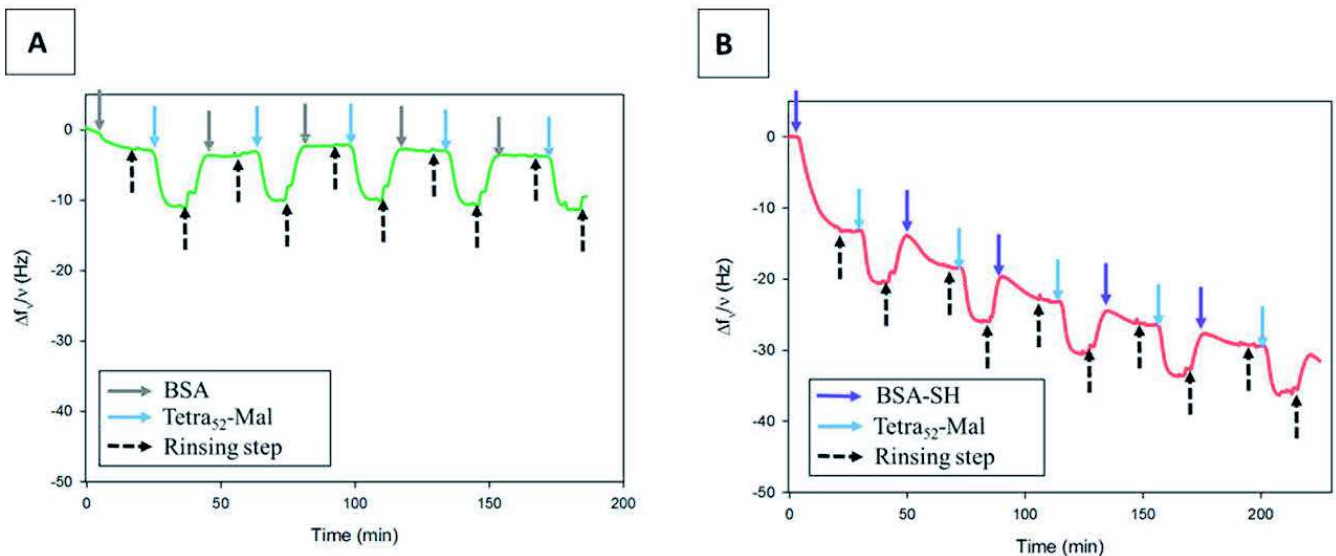 A
0
-10
-20
-30
-40
-50
Δfᵥ/ν (Hz)
BSA
Tetra₅₂-Mal
Rinsing step
0 50 100 150 200
Time (min)
B
0
-10
-20
-30
-40
-50
Δfᵥ/ν (Hz)
BSA-SH
Tetra₅₂-Mal
Rinsing step
0 50 100 150 200
Time (min)